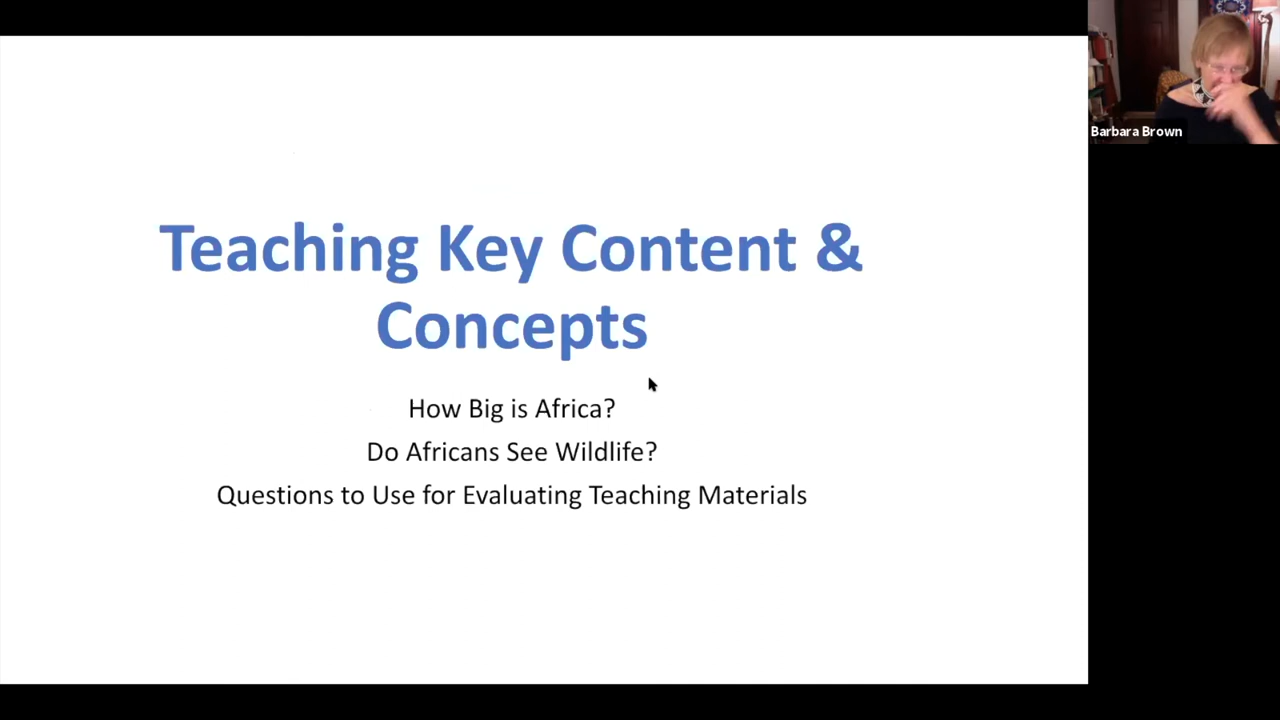 Teaching Key Content &
Concepts
How Big is Africa?
Do Africans See Wildlife?
Questions to Use for Evaluating Teaching Materials
Barbara Brown